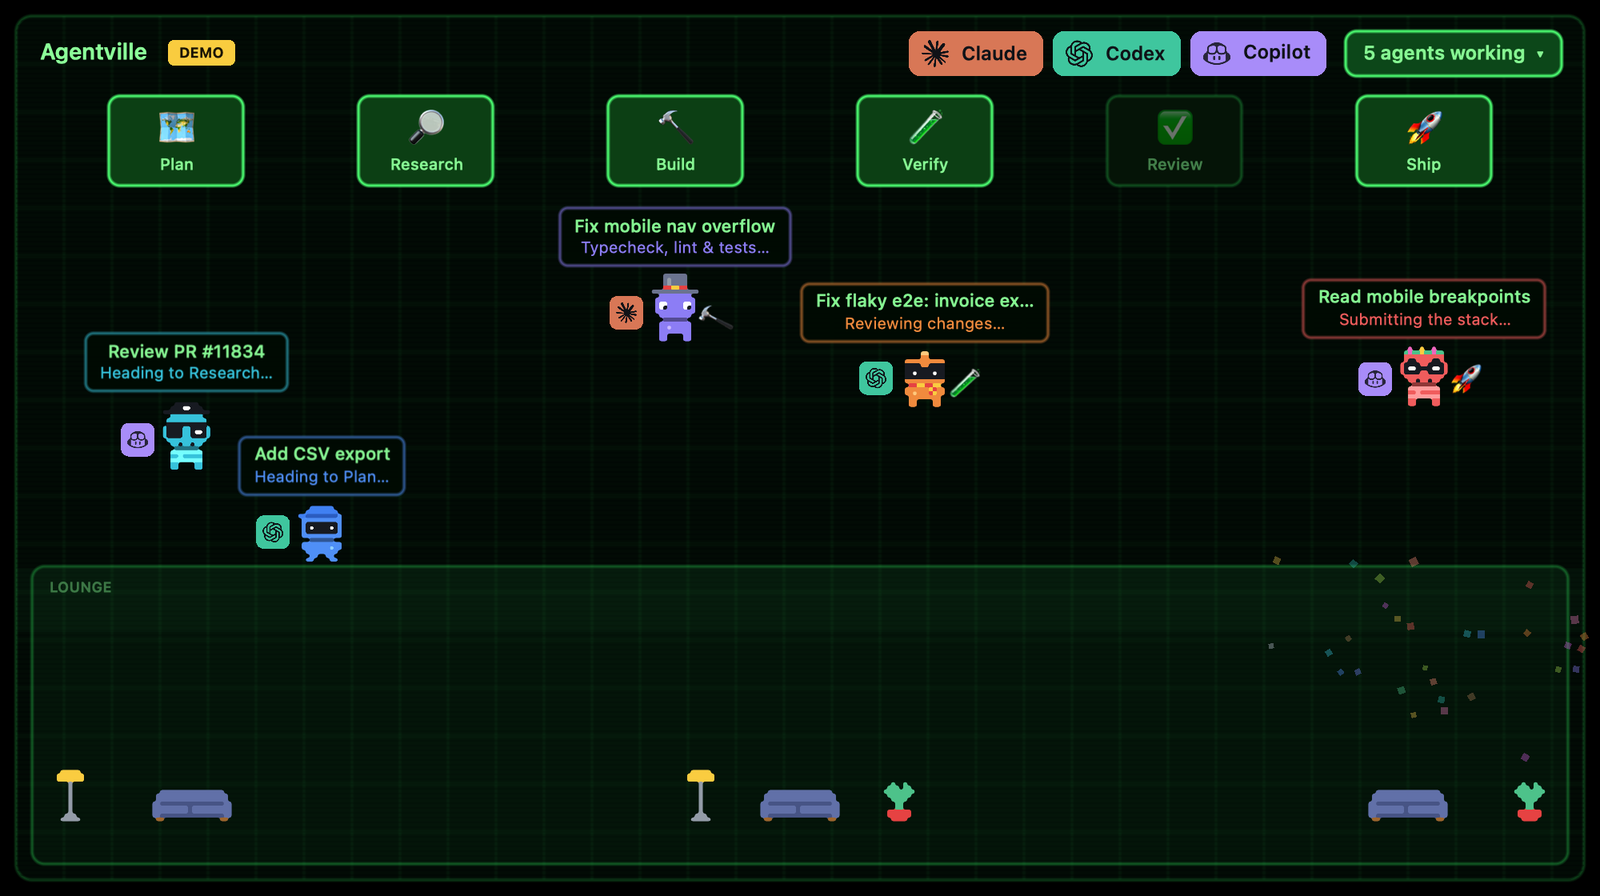 Agentville
DEMO
Claude
Codex
Copilot
5 agents working
Plan
Research
Build
Verify
Review
Ship
Fix mobile nav overflow
Typecheck, lint & tests...
Fix flaky e2e: invoice ex...
Reviewing changes...
Read mobile breakpoints
Submitting the stack...
Review PR #11834
Heading to Research...
Add CSV export
Heading to Plan...
LOUNGE